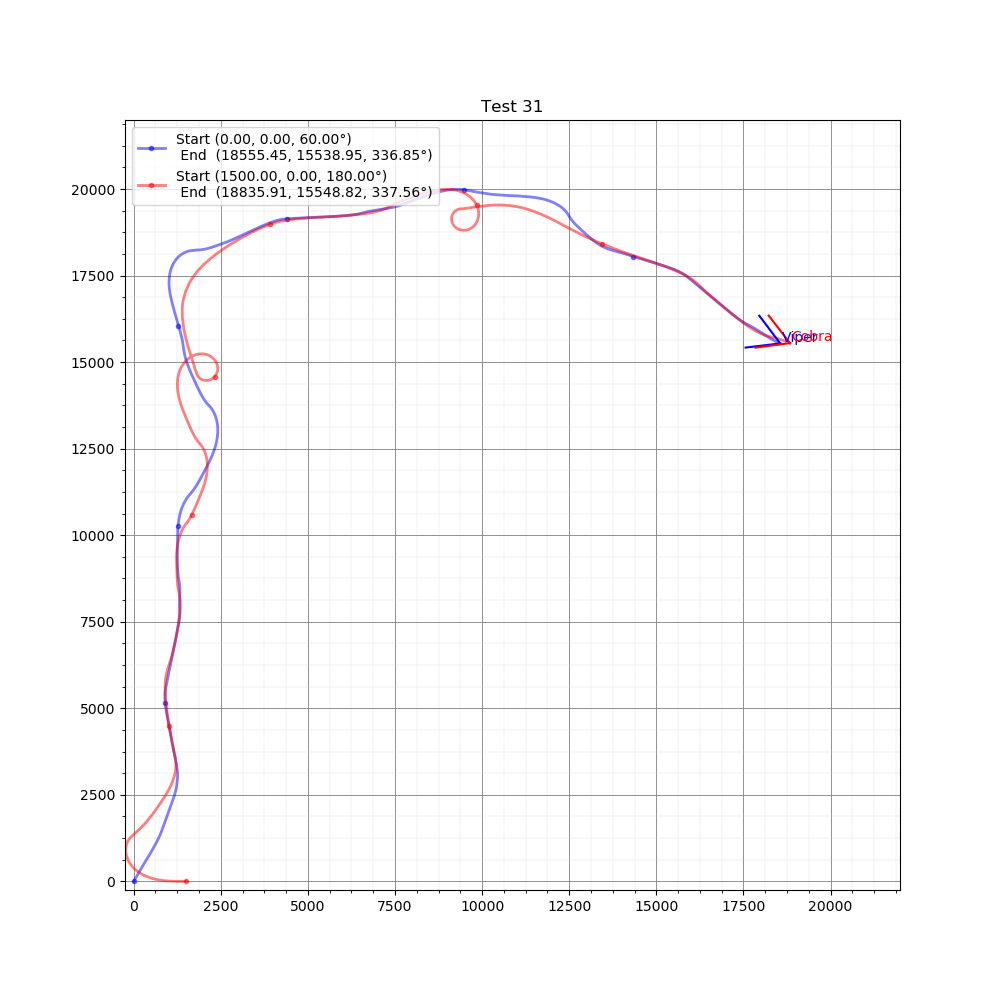 Test 31
Start (0.00, 0.00, 60.00°)
End (18555.45, 15538.95, 336.85°)
Start (1500.00, 0.00, 180.00°)
End (18835.91, 15548.82, 337.56°)
20000
17500
15000
12500
10000
7500
5000
2500
0
Viper
Cobra
0 2500 5000 7500 10000 12500 15000 17500 20000